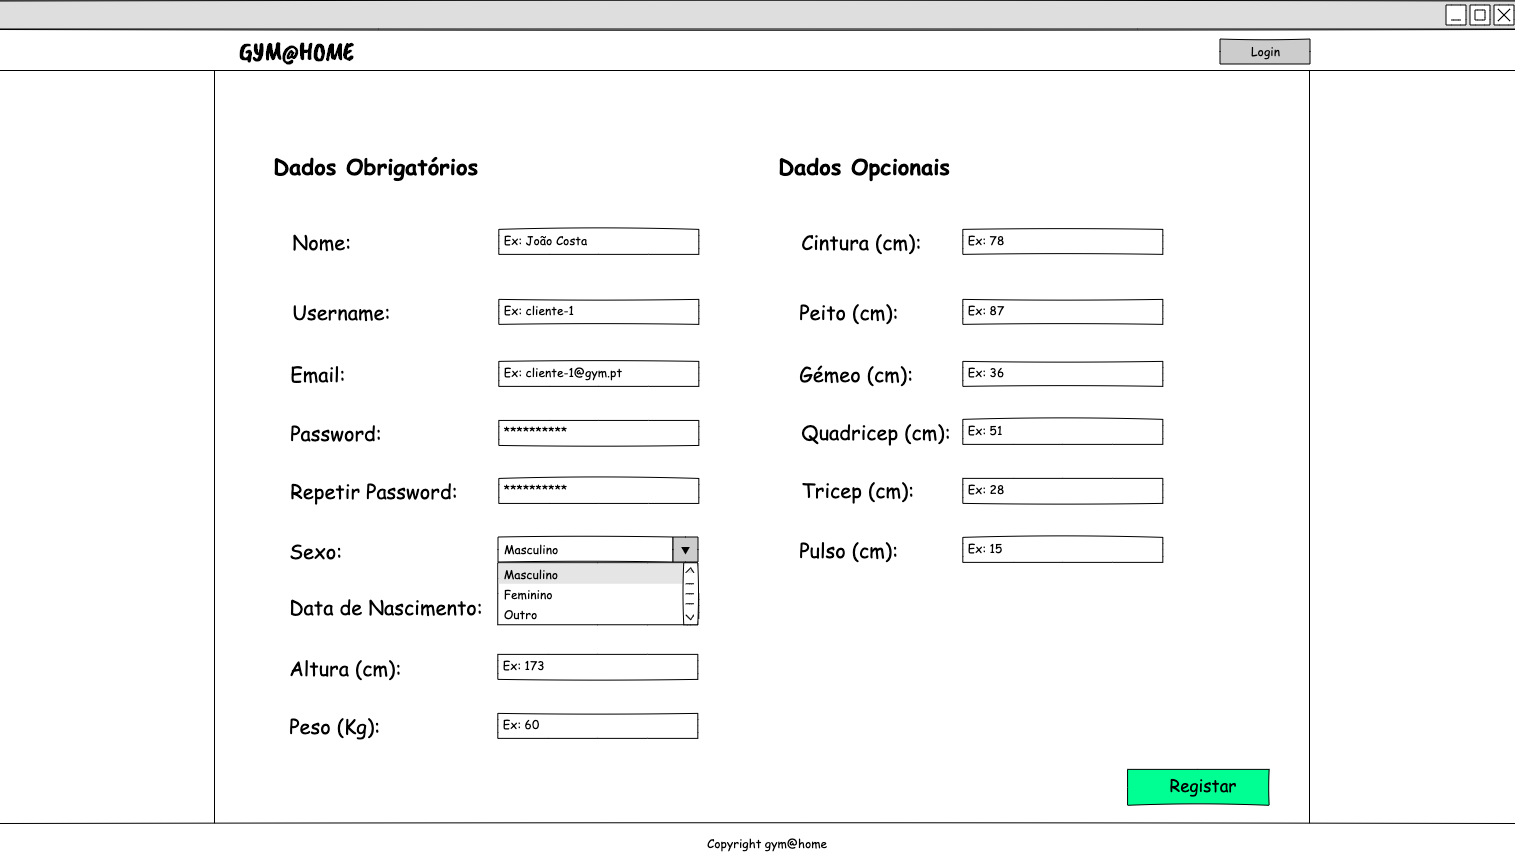 GYM@HOME
Login
Dados Obrigatórios
Nome:
Ex: João Costa
Username:
Ex: cliente-1
Email:
Ex: cliente-1@gym.pt
Password:
**********
Repetir Password:
**********
Sexo:
Masculino
Masculino
Feminino
Outro
Data de Nascimento:
Altura (cm):
Ex: 173
Peso (Kg):
Ex: 60
Dados Opcionais
Cintura (cm):
Ex: 78
Peito (cm):
Ex: 87
Gémeo (cm):
Ex: 36
Quadricep (cm):
Ex: 51
Tricep (cm):
Ex: 28
Pulso (cm):
Ex: 15
Registar
Copyright gym@home